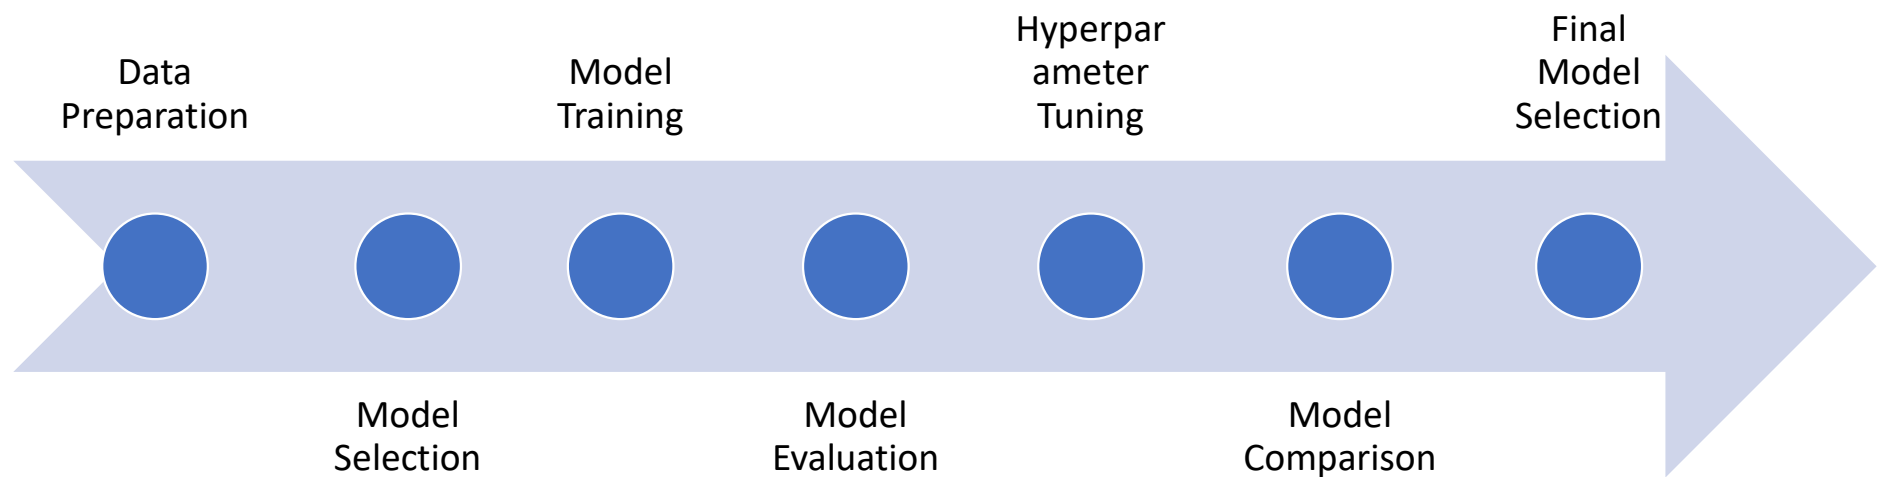 Data
Preparation
Model
Selection
Model
Training
Model
Evaluation
Hyperpar
ameter
Tuning
Model
Comparison
Final
Model
Selection